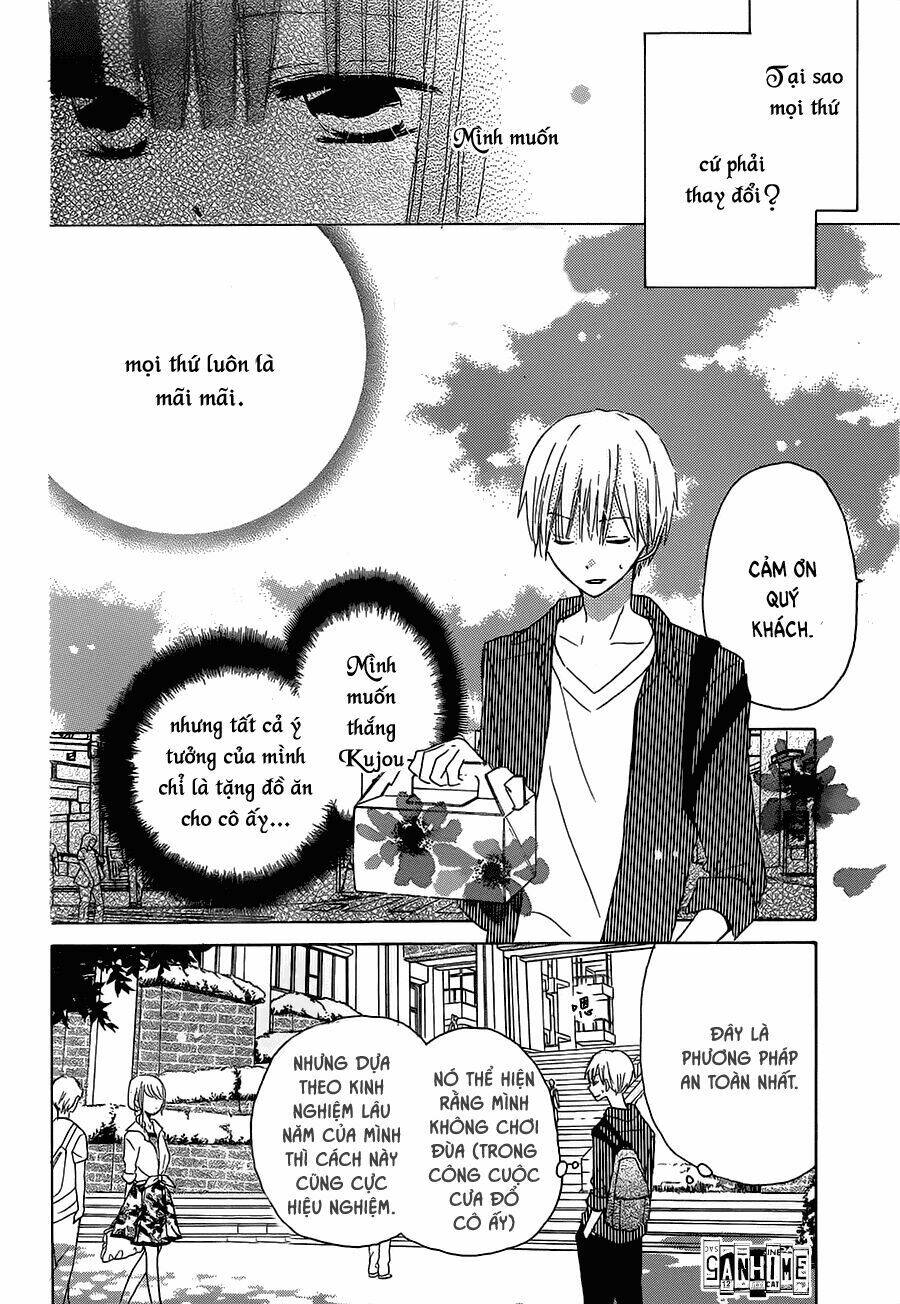 Tại sao
mọi thứ
cứ phải
thay đổi?
Mình muốn
mọi thứ luôn là
mãi mãi.
CẢM ƠN
QUÝ
KHÁCH.
Mình
muốn
thắng
Kujou
nhưng tất cả ý
tưởng của mình
chỉ là tặng đồ ăn
cho cô ấy...
ĐÂY LÀ
PHƯƠNG PHÁP
AN TOÀN NHẤT.
NÓ THỂ HIỆN
RẰNG MÌNH
KHÔNG CHƠI
ĐÙA (TRONG
CÔNG CUỘC
CƯA ĐỔ
CÔ ẤY)
NHƯNG DỰA
THEO KINH
NGHIỆM LÂU
NĂM CỦA MÌNH
THÌ CÁCH NÀY
CŨNG CỰC
HIỆU NGHIỆM.
SANHIME